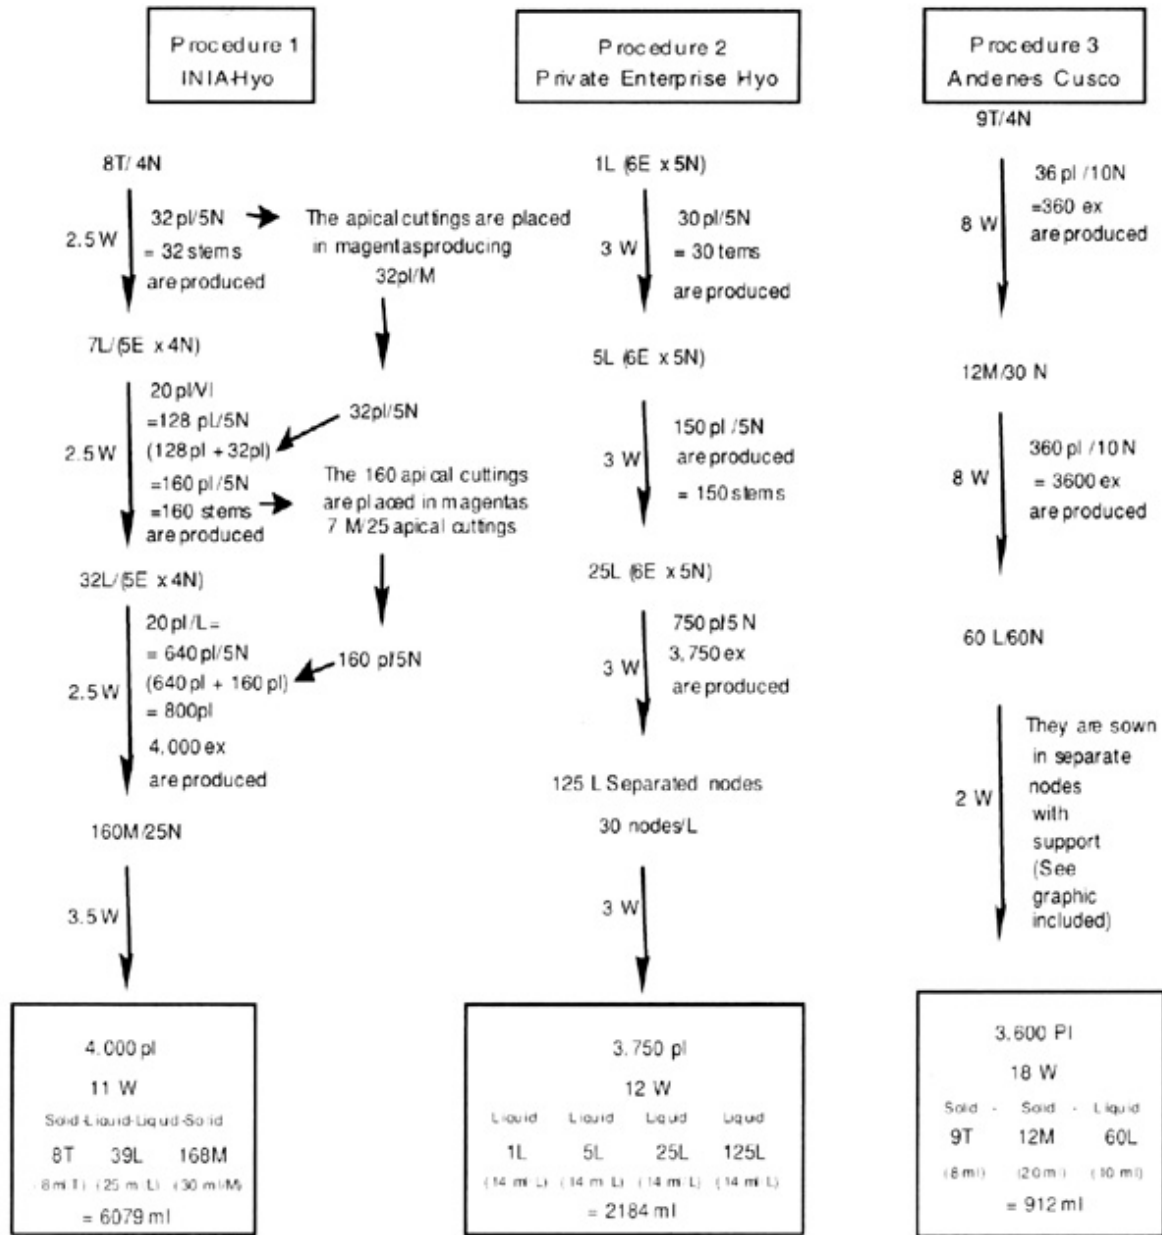 Procedure 1
INIA-Hyo
8T/ 4N
2.5 W
32 pl/5N
= 32 stems
are produced
The apical cuttings are placed
in magentasproducing
32pl/M
7L/(5E x 4N)
2.5 W
20 pl/Vl
=128 pL/5N
(128pl + 32pl)
=160 pl/5N
=160 stems
are produced
32pl/5N
The 160 apical cuttings
are placed in magentas
7 M/25 apical cuttings
32L/(5E x 4N)
2.5 W
20 pl/L=
= 640 pl/5N
(640 pl + 160 pl)
= 800pl
4.000 ex
are produced
160 pl/5N
160M/25N
3.5 W
4.000 pl
11 W
Solid-Liquid-Liquid-Solid
8T 39L 168M
(8 ml T) (25 m L) (30 ml/M)
= 6079 ml
Procedure 2
Private Enterprise Hyo
1L (6E x 5N)
3 W
30 pl/5N
= 30 tems
are produced
5L (6E x 5N)
3 W
150 pl /5N
are produced
= 150 stems
25L (6E x 5N)
3 W
750 pl/5 N
3,750 ex
are produced
125 L Separated nodes
30 nodes/L
3 W
3.750 pl
12 W
Liquid Liquid Liquid Liquid
1L 5L 25L 125L
(14 m L) (14 m L) (14 m L) (14 m L)
= 2184 ml
Procedure 3
Andenes Cusco
9T/4N
8 W
36 pl /10N
=360 ex
are produced
12M/30 N
8 W
360 pl/10 N
= 3600 ex
are produced
60 L/60N
2 W
They are sown
in separate
nodes
with
support
(See
graphic
included)
3.600 Pl
18 W
Solid - Solid - Liquid
9T 12M 60L
(8 ml) (20 ml) (10 ml)
= 912 ml